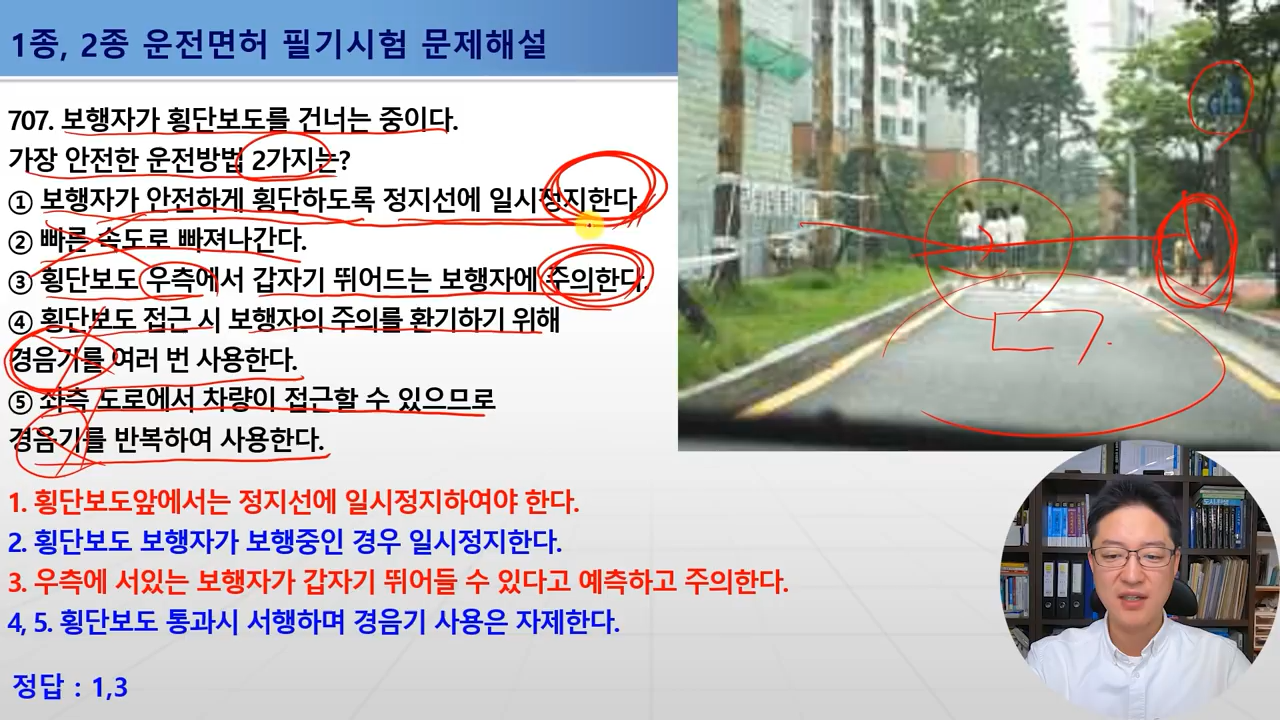 1종, 2종 운전면허 필기시험 문제해설
707. 보행자가 횡단보도를 건너는 중이다.
가장 안전한 운전방법 2가지는?
① 보행자가 안전하게 횡단하도록 정지선에 일시정지한다.
② 빠른 속도로 빠져나간다.
③ 횡단보도 우측에서 갑자기 뛰어드는 보행자에 주의한다.
④ 횡단보도 접근 시 보행자의 주의를 환기하기 위해
경음기를 여러 번 사용한다.
⑤ 좌측 도로에서 차량이 접근할 수 있으므로
경음기를 반복하여 사용한다.
1. 횡단보도앞에서는 정지선에 일시정지하여야 한다.
2. 횡단보도 보행자가 보행중인 경우 일시정지한다.
3. 우측에 서있는 보행자가 갑자기 뛰어들 수 있다고 예측하고 주의한다.
4, 5. 횡단보도 통과시 서행하며 경음기 사용은 자제한다.
정답 : 1,3